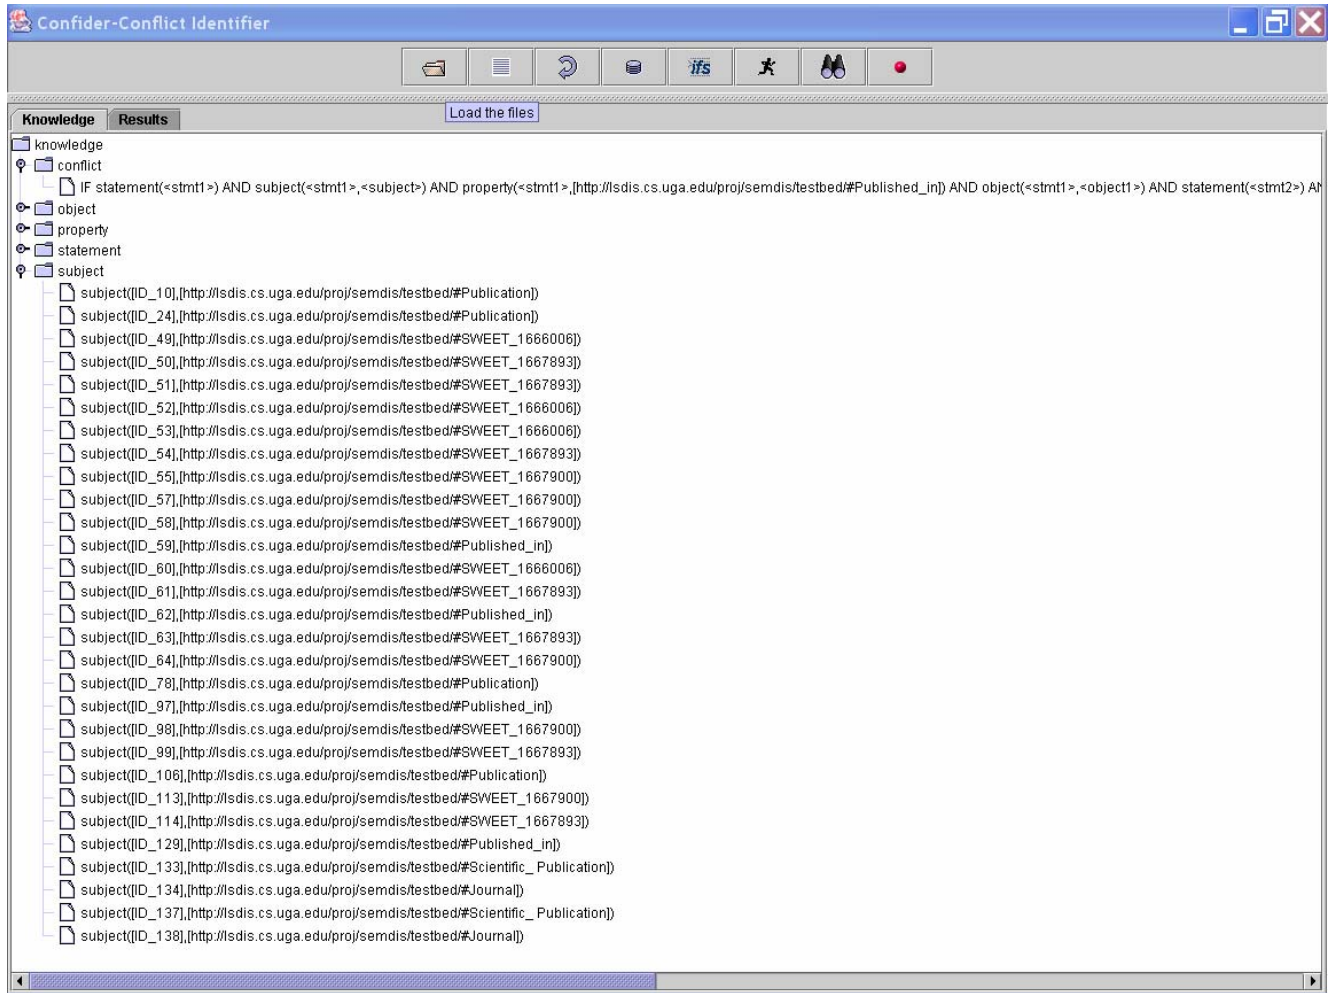 Confider-Conflict Identifier
ifs
Load the files
Knowledge Results
knowledge
conflict
IF statement(<stmt1>) AND subject(<stmt1>,<subject>) AND property(<stmt1>,[http://lsdis.cs.uga.edu/proj/semdis/testbed/#Published_in]) AND object(<stmt1>,<object1>) AND statement(<stmt2>) AN
object
property
statement
subject
subject([ID_10],[http://lsdis.cs.uga.edu/proj/semdis/testbed/#Publication])
subject([ID_24],[http://lsdis.cs.uga.edu/proj/semdis/testbed/#Publication])
subject([ID_49],[http://lsdis.cs.uga.edu/proj/semdis/testbed/#SWEET_1666006])
subject([ID_50],[http://lsdis.cs.uga.edu/proj/semdis/testbed/#SWEET_1667893])
subject([ID_51],[http://lsdis.cs.uga.edu/proj/semdis/testbed/#SWEET_1667893])
subject([ID_52],[http://lsdis.cs.uga.edu/proj/semdis/testbed/#SWEET_1666006])
subject([ID_53],[http://lsdis.cs.uga.edu/proj/semdis/testbed/#SWEET_1666006])
subject([ID_54],[http://lsdis.cs.uga.edu/proj/semdis/testbed/#SWEET_1667893])
subject([ID_55],[http://lsdis.cs.uga.edu/proj/semdis/testbed/#SWEET_1667900])
subject([ID_57],[http://lsdis.cs.uga.edu/proj/semdis/testbed/#SWEET_1667900])
subject([ID_58],[http://lsdis.cs.uga.edu/proj/semdis/testbed/#SWEET_1667900])
subject([ID_59],[http://lsdis.cs.uga.edu/proj/semdis/testbed/#Published_in])
subject([ID_60],[http://lsdis.cs.uga.edu/proj/semdis/testbed/#SWEET_1666006])
subject([ID_61],[http://lsdis.cs.uga.edu/proj/semdis/testbed/#SWEET_1667893])
subject([ID_62],[http://lsdis.cs.uga.edu/proj/semdis/testbed/#Published_in])
subject([ID_63],[http://lsdis.cs.uga.edu/proj/semdis/testbed/#SWEET_1667893])
subject([ID_64],[http://lsdis.cs.uga.edu/proj/semdis/testbed/#SWEET_1667900])
subject([ID_78],[http://lsdis.cs.uga.edu/proj/semdis/testbed/#Publication])
subject([ID_97],[http://lsdis.cs.uga.edu/proj/semdis/testbed/#Published_in])
subject([ID_98],[http://lsdis.cs.uga.edu/proj/semdis/testbed/#SWEET_1667900])
subject([ID_99],[http://lsdis.cs.uga.edu/proj/semdis/testbed/#SWEET_1667893])
subject([ID_106],[http://lsdis.cs.uga.edu/proj/semdis/testbed/#Publication])
subject([ID_113],[http://lsdis.cs.uga.edu/proj/semdis/testbed/#SWEET_1667900])
subject([ID_114],[http://lsdis.cs.uga.edu/proj/semdis/testbed/#SWEET_1667893])
subject([ID_129],[http://lsdis.cs.uga.edu/proj/semdis/testbed/#Published_in])
subject([ID_133],[http://lsdis.cs.uga.edu/proj/semdis/testbed/#Scientific_ Publication])
subject([ID_134],[http://lsdis.cs.uga.edu/proj/semdis/testbed/#Journal])
subject([ID_137],[http://lsdis.cs.uga.edu/proj/semdis/testbed/#Scientific_ Publication])
subject([ID_138],[http://lsdis.cs.uga.edu/proj/semdis/testbed/#Journal])